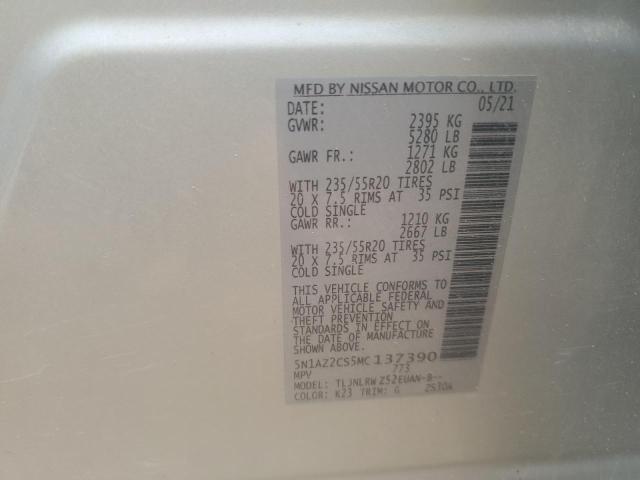 MFD BY NISSAN MOTOR CO., LTD.
DATE: 05/21
GVWR: 2395 KG
5280 LB
GAWR FR.: 1271 KG
2802 LB
WITH 235/55R20 TIRES
20 X 7.5 RIMS AT 35 PSI
COLD SINGLE
GAWR RR.: 1210 KG
2667 LB
WITH 235/55R20 TIRES
20 X 7.5 RIMS AT 35 PSI
COLD SINGLE
THIS VEHICLE CONFORMS TO
ALL APPLICABLE FEDERAL
MOTOR VEHICLE SAFETY AND
THEFT PREVENTION
STANDARDS IN EFFECT ON
DATE OF MANUFACTURE
SHOWN ABOVE.
5N1AZ2CS5MC137390
MPV 773
MODEL: TLJNLRW Z52EUAN-B--
COLOR: K23 TRIM: G Z530A